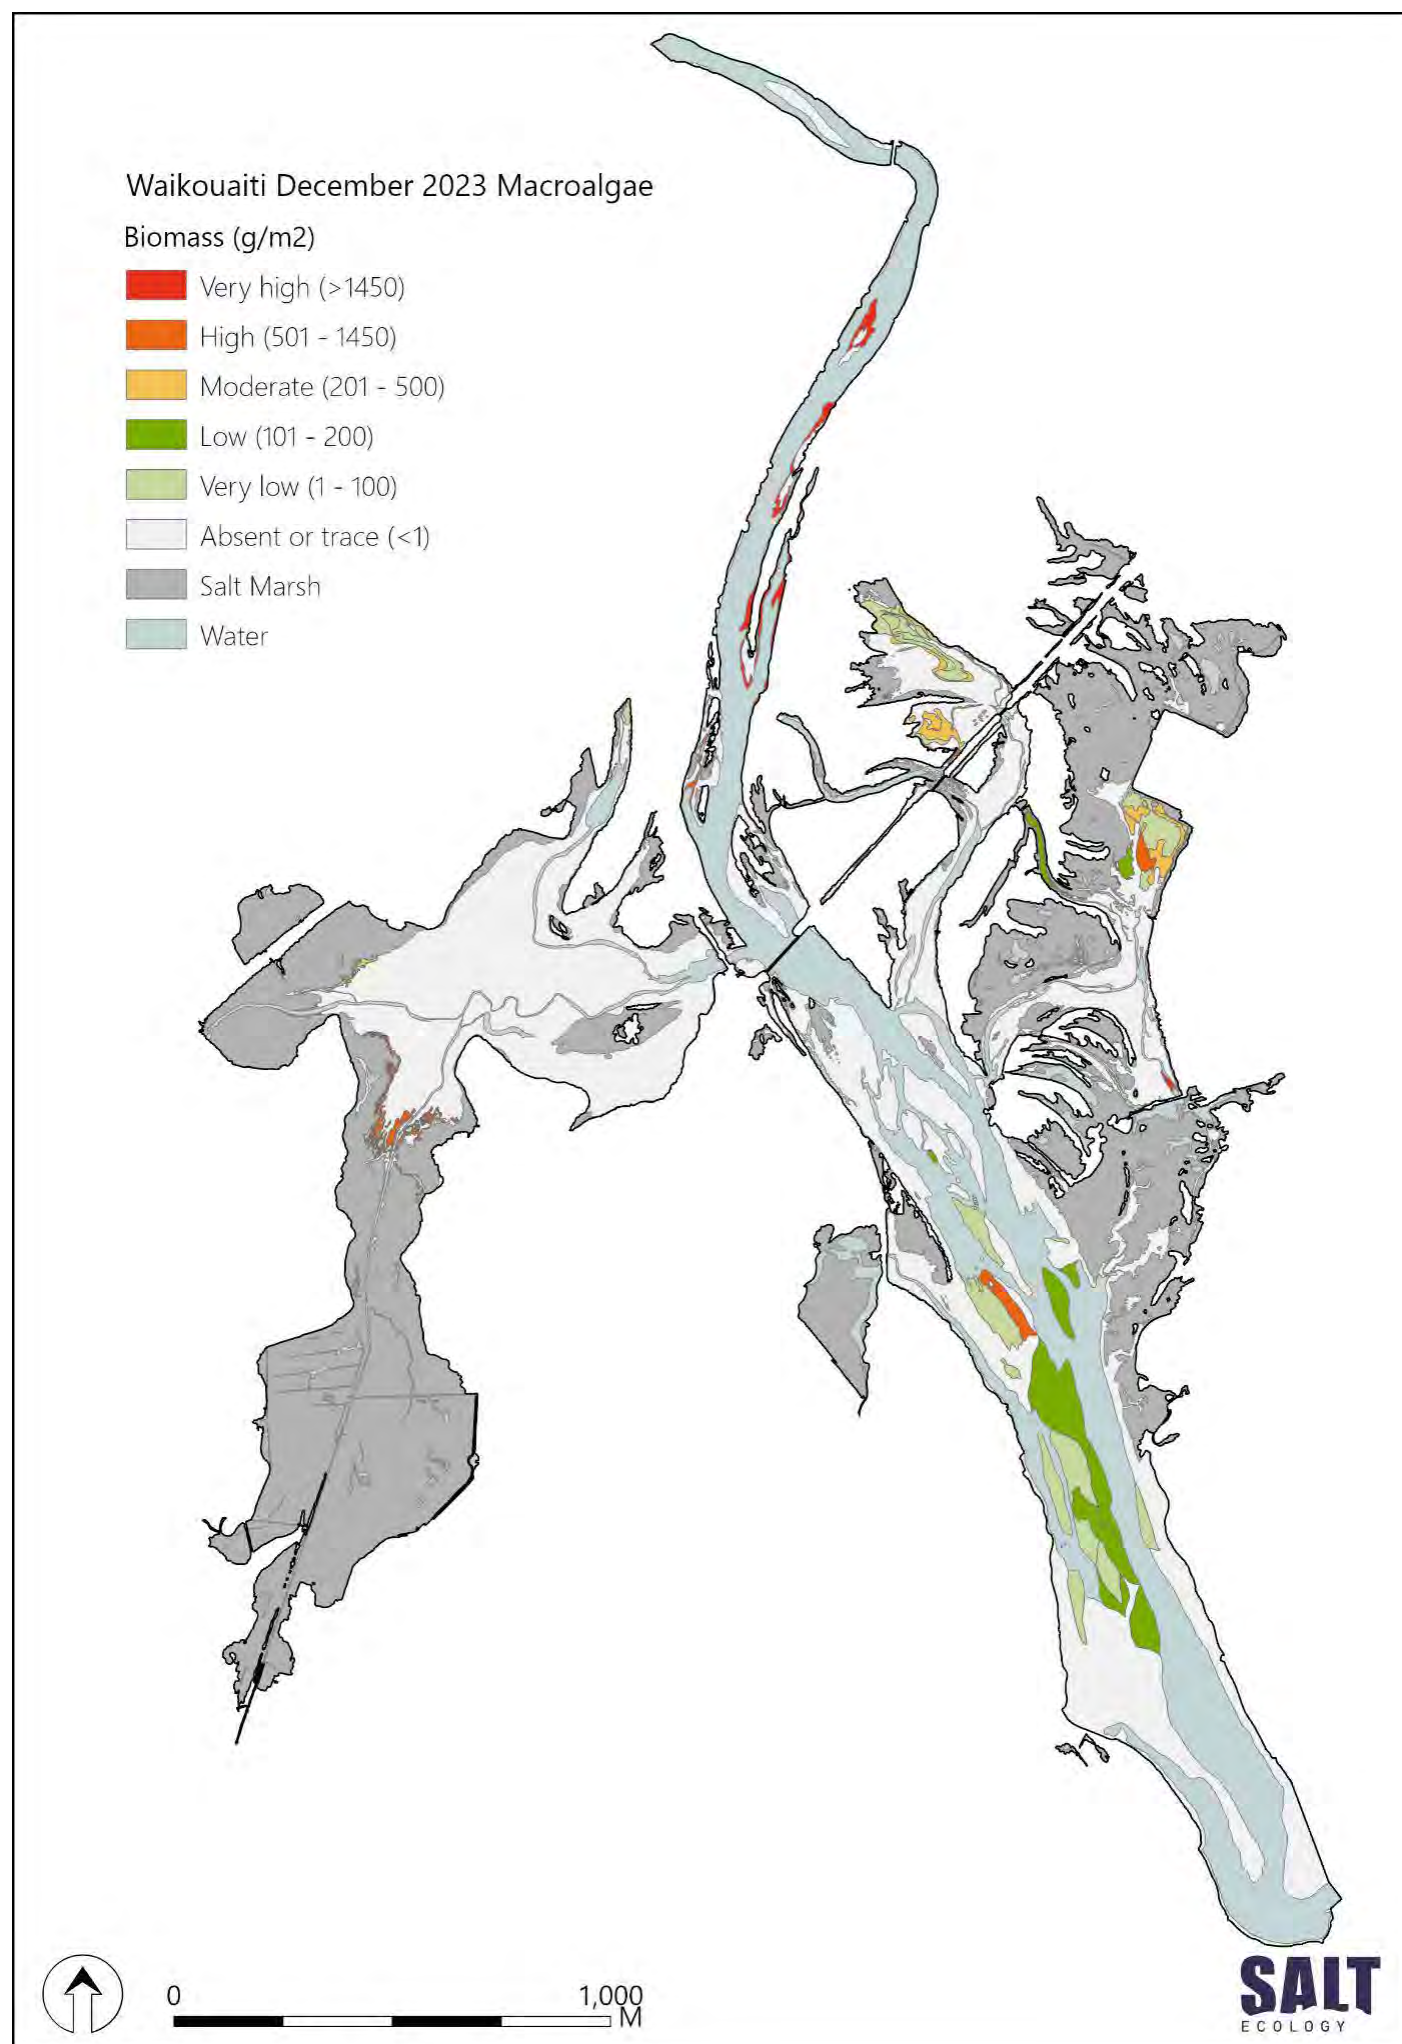 Waikouaiti December 2023 Macroalgae
Biomass (g/m2)
Very high (>1450)
High (501 - 1450)
Moderate (201 - 500)
Low (101 - 200)
Very low (1 - 100)
Absent or trace (<1)
Salt Marsh
Water
0 1,000
M
SALT
ECOLOGY